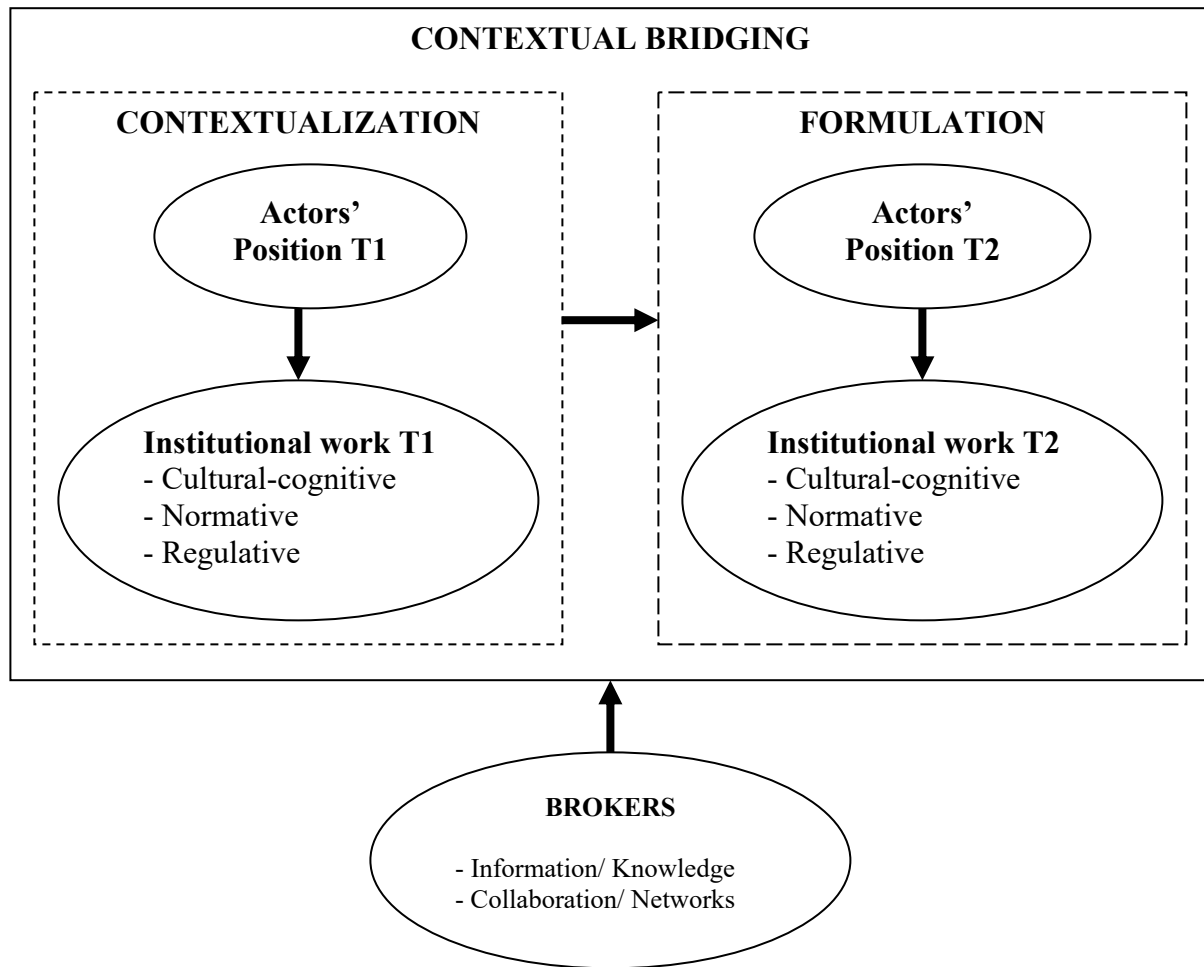 CONTEXTUAL BRIDGING
CONTEXTUALIZATION
Actors’
Position T1
Institutional work T1
- Cultural-cognitive
- Normative
- Regulative
FORMULATION
Actors’
Position T2
Institutional work T2
- Cultural-cognitive
- Normative
- Regulative
BROKERS
- Information/ Knowledge
- Collaboration/ Networks